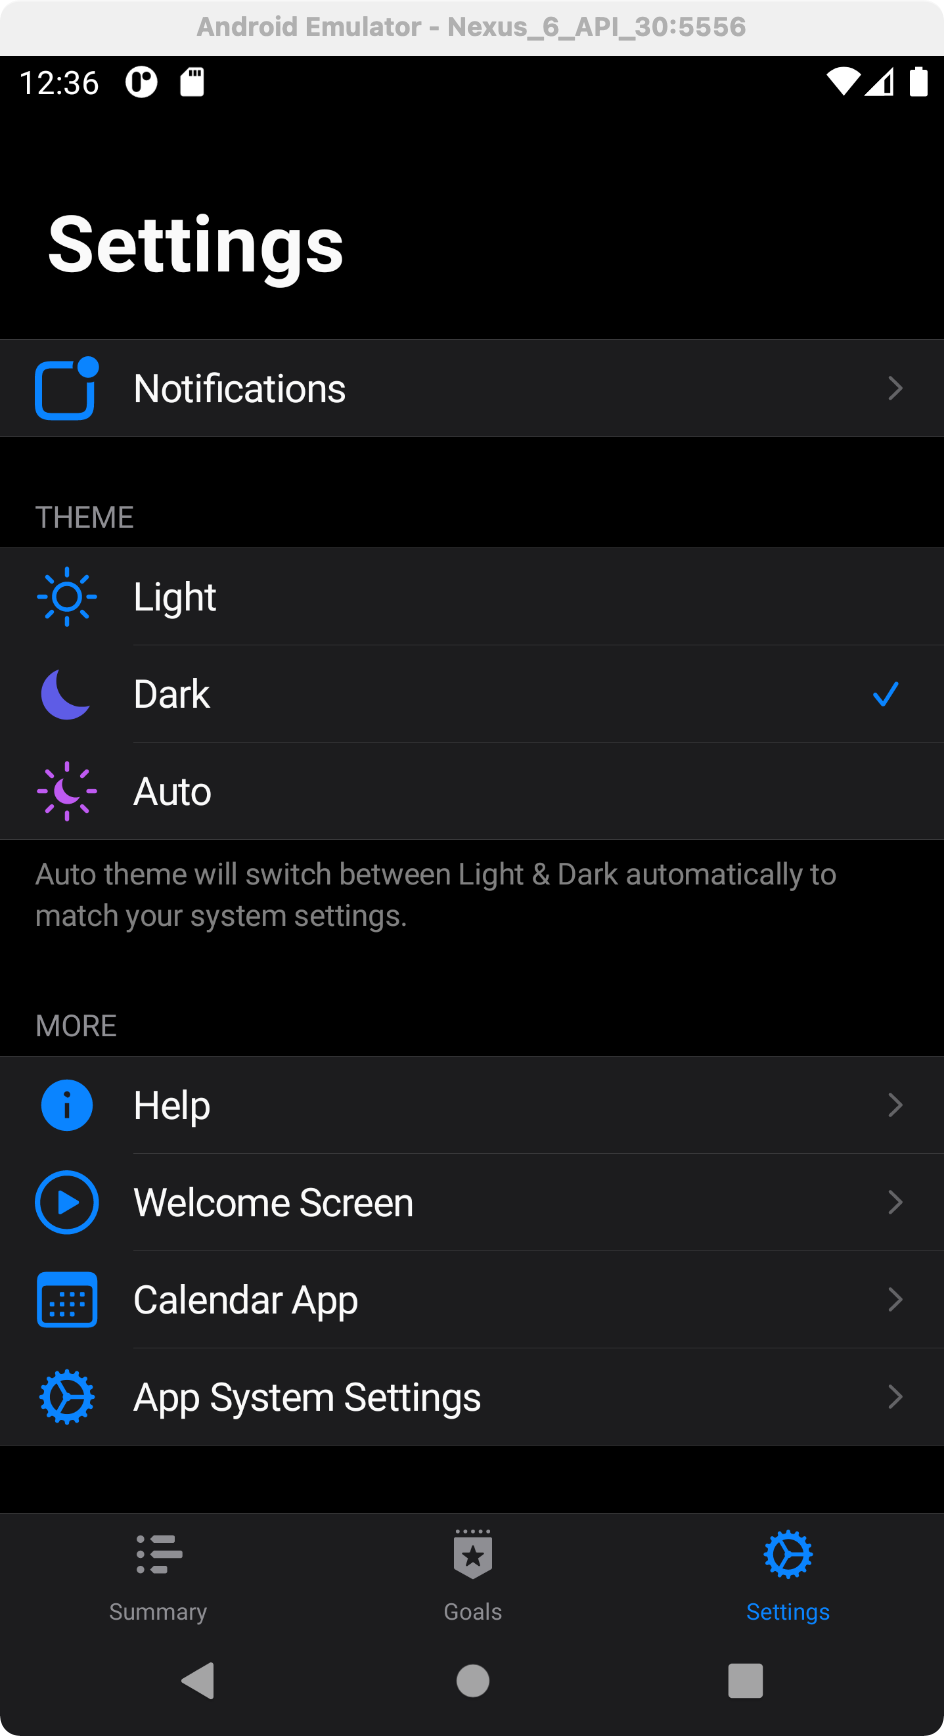 Android Emulator - Nexus_6_API_30:5556
12:36
Settings
Notifications
THEME
Light
Dark
Auto
Auto theme will switch between Light & Dark automatically to
match your system settings.
MORE
Help
Welcome Screen
Calendar App
App System Settings
Summary
Goals
Settings